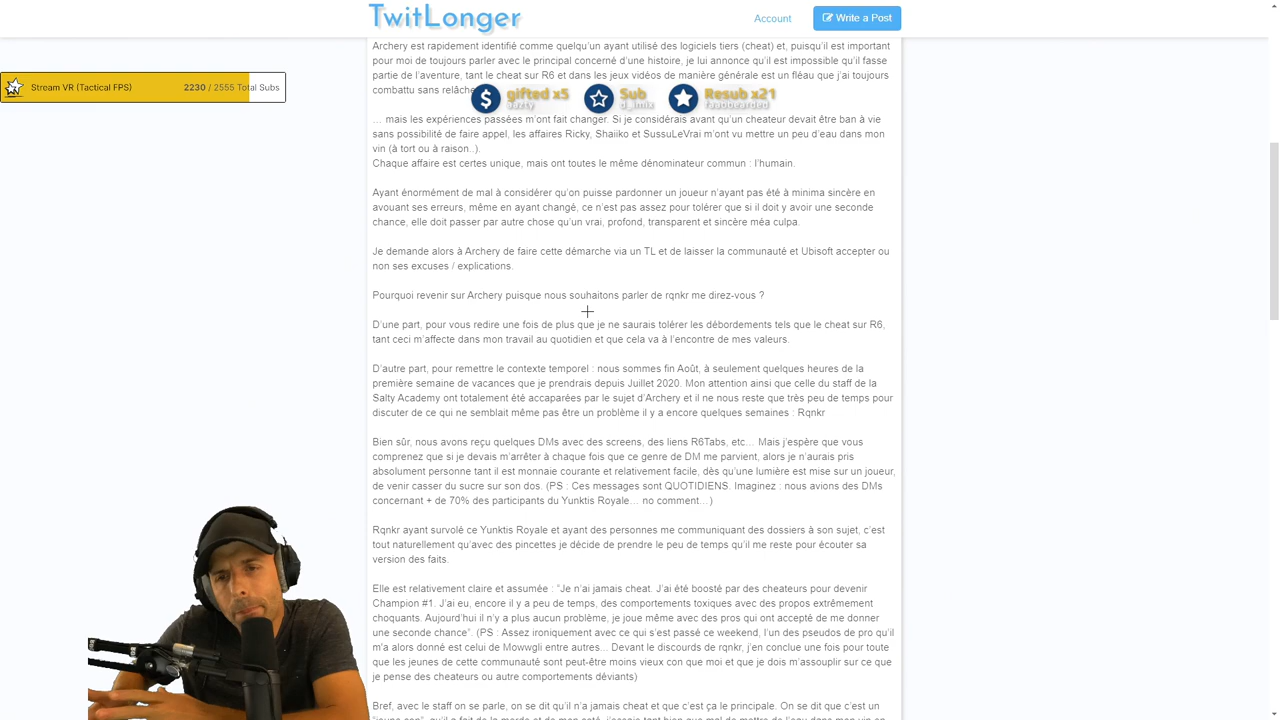 TwitLonger
Account
Write a Post
Archery est rapidement identifié comme quelqu'un ayant utilisé des logiciels tiers (cheat) et, puisqu'il est important
pour moi de toujours parler avec le principal concerné d'une histoire, je lui annonce qu'il est impossible qu'il fasse
partie de l'aventure, tant le cheat sur R6 et dans les jeux vidéos de manière générale est un fléau que j'ai toujours
combattu sans relâche
Stream VR (Tactical FPS)
2230 / 2555 Total Subs
gifted x5
aazty
Sub
d_lmix
Resub x21
faabbearded
... mais les expériences passées m'ont fait changer. Si je considérais avant qu'un cheateur devait être ban à vie
sans possibilité de faire appel, les affaires Ricky, Shaiiko et SussuLeVrai m'ont vu mettre un peu d'eau dans mon
vin (à tort ou à raison..).
Chaque affaire est certes unique, mais ont toutes le même dénominateur commun : l'humain.
Ayant énormément de mal à considérer qu'on puisse pardonner un joueur n'ayant pas été à minima sincère en
avouant ses erreurs, même en ayant changé, ce n'est pas assez pour tolérer que si il doit y avoir une seconde
chance, elle doit passer par autre chose qu'un vrai, profond, transparent et sincère méa culpa.
Je demande alors à Archery de faire cette démarche via un TL et de laisser la communauté et Ubisoft accepter ou
non ses excuses / explications.
Pourquoi revenir sur Archery puisque nous souhaitons parler de rqnkr me direz-vous ?
D'une part, pour vous redire une fois de plus que je ne saurais tolérer les débordements tels que le cheat sur R6,
tant ceci m'affecte dans mon travail au quotidien et que cela va à l'encontre de mes valeurs.
D'autre part, pour remettre le contexte temporel : nous sommes fin Août, à seulement quelques heures de la
première semaine de vacances que je prendrais depuis Juillet 2020. Mon attention ainsi que celle du staff de la
Salty Academy ont totalement été accaparées par le sujet d'Archery et il ne nous reste que très peu de temps pour
discuter de ce qui ne semblait même pas être un problème il y a encore quelques semaines : Rqnkr
Bien sûr, nous avons reçu quelques DMs avec des screens, des liens R6Tabs, etc... Mais j'espère que vous
comprenez que si je devais m'arrêter à chaque fois que ce genre de DM me parvient, alors je n'aurais pris
absolument personne tant il est monnaie courante et relativement facile, dès qu'une lumière est mise sur un joueur,
de venir casser du sucre sur son dos. (PS : Ces messages sont QUOTIDIENS. Imaginez : nous avions des DMs
concernant + de 70% des participants du Yunktis Royale... no comment...)
Rqnkr ayant survolé ce Yunktis Royale et ayant des personnes me communiquant des dossiers à son sujet, c'est
tout naturellement qu'avec des pincettes je décide de prendre le peu de temps qu'il me reste pour écouter sa
version des faits.
Elle est relativement claire et assumée : "Je n'ai jamais cheat. J'ai été boosté par des cheateurs pour devenir
Champion #1. J'ai eu, encore il y a peu de temps, des comportements toxiques avec des propos extrêmement
choquants. Aujourd'hui il n'y a plus aucun problème, je joue même avec des pros qui ont accepté de me donner
une seconde chance". (PS : Assez ironiquement avec ce qui s'est passé ce weekend, l'un des pseudos de pro qu'il
m'a alors donné est celui de Mowwgli entre autres... Devant le discourds de rqnkr, j'en conclue une fois pour toute
que les jeunes de cette communauté sont peut-être moins vieux con que moi et que je dois m'assouplir sur ce que
je pense des cheateurs ou autre comportements déviants)
Bref, avec le staff on se parle, on se dit qu'il n'a jamais cheat et que c'est ça le principale. On se dit que c'est un